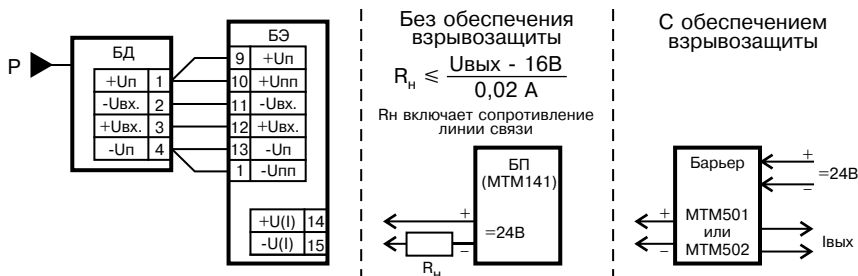 P
БД
+Uп 1
-Uвх. 2
+Uвх. 3
-Uп 4
БЭ
9 +Uп
10 +Uпп
11 -Uвх.
12 +Uвх.
13 -Uп
1 -Uпп
+U(I) 14
-U(I) 15
Без обеспечения
взрывозащиты
Rн ⩽ Uвых - 16В
0,02 А
Rн включает сопротивление
линии связи
БП
(МТМ141)
+
=24В
−
Rн
С обеспечением
взрывозащиты
Барьер
+
=24В
−
+
−
МТМ501
или
МТМ502
Iвых